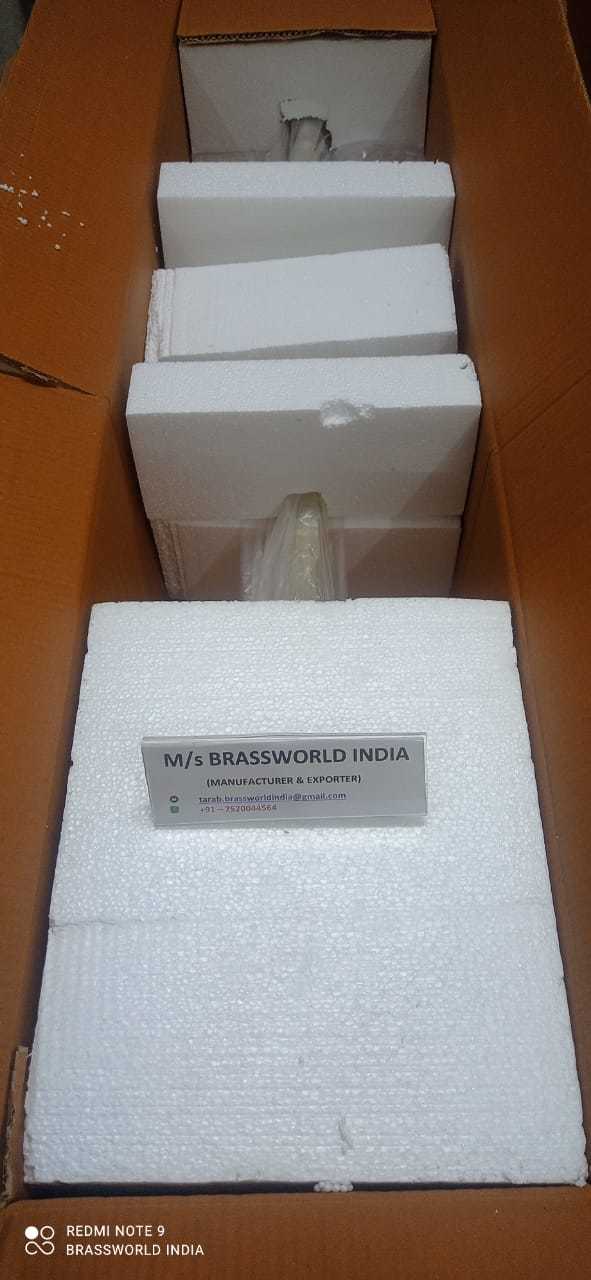 M/s BRASSWORLD INDIA
(MANUFACTURER & EXPORTER)
tarab.brassworldindia@gmail.com
+91 – 7520044564
REDMI NOTE 9
BRASSWORLD INDIA